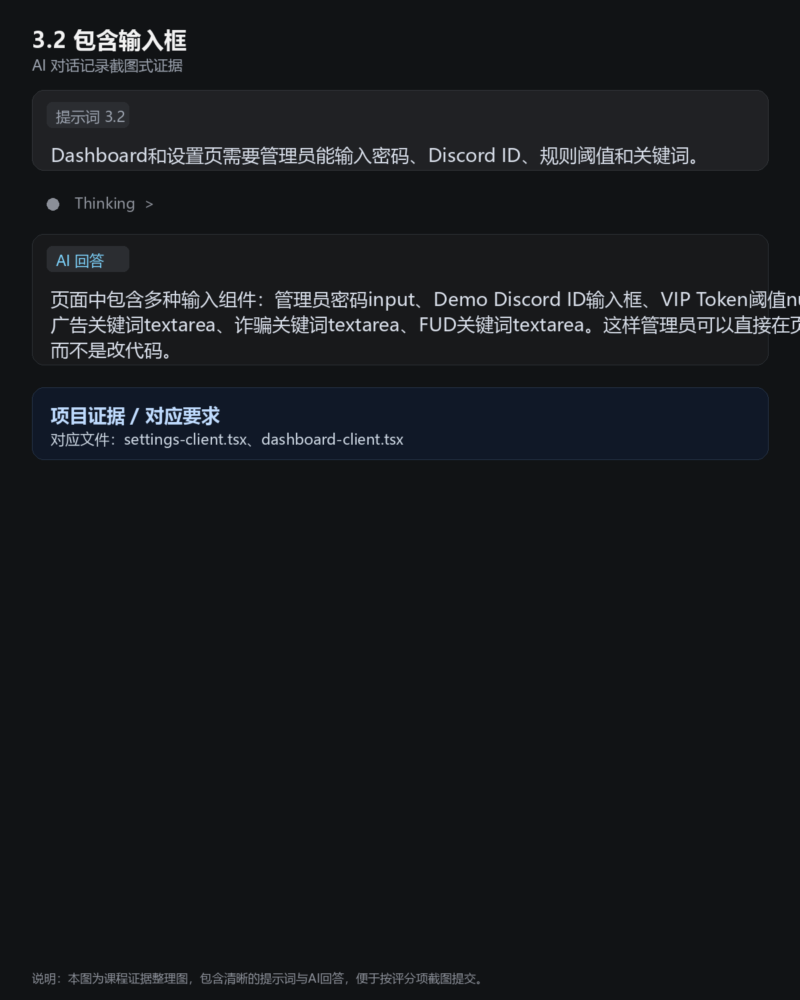 3.2 包含输入框
AI 对话记录截图式证据
提示词 3.2
Dashboard和设置页需要管理员能输入密码、Discord ID、规则阈值和关键词。
Thinking >
AI 回答
页面中包含多种输入组件：管理员密码input、Demo Discord ID输入框、VIP Token阈值
广告关键词textarea、诈骗关键词textarea、FUD关键词textarea。这样管理员可以直接在
而不是改代码。
项目证据 / 对应要求
对应文件：settings-client.tsx、dashboard-client.tsx
说明：本图为课程证据整理图，包含清晰的提示词与AI回答，便于按评分项截图提交。